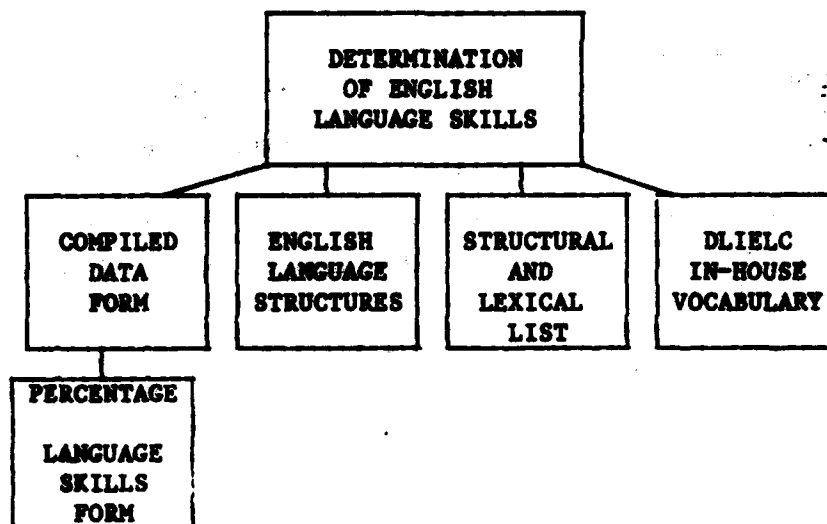 DETERMINATION
OF ENGLISH
LANGUAGE SKILLS
COMPILED
DATA
FORM
ENGLISH
LANGUAGE
STRUCTURES
STRUCTURAL
AND
LEXICAL
LIST
DLIELC
IN-HOUSE
VOCABULARY
PERCENTAGE
LANGUAGE
SKILLS
FORM